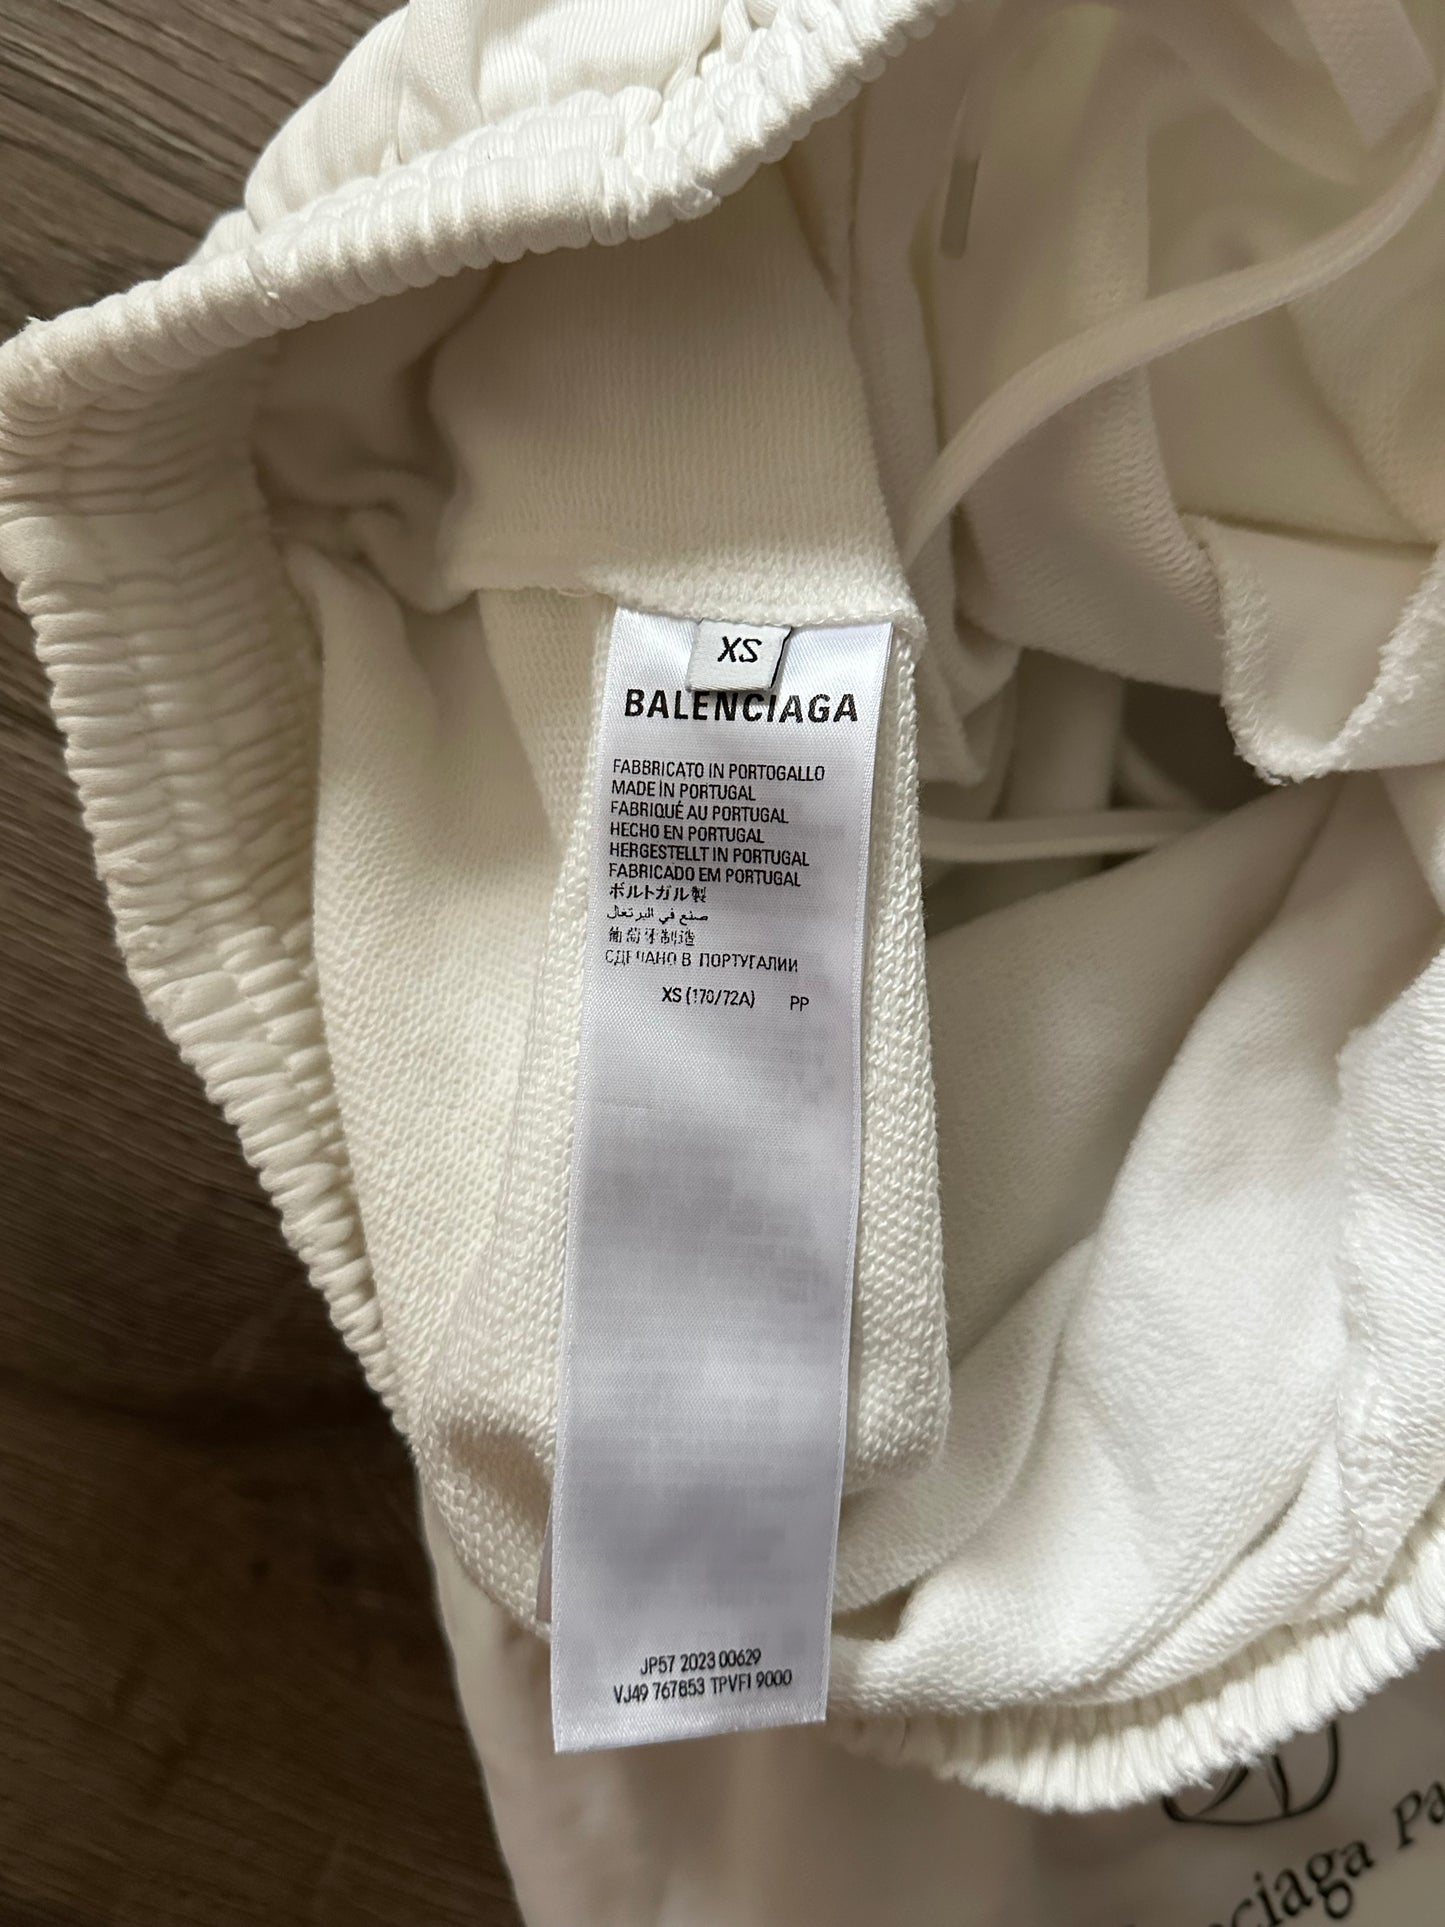 XS
BALENCIAGA
FABBRICATO IN PORTOGALLO
MADE IN PORTUGAL
FABRIQUÉ AU PORTUGAL
HECHO EN PORTUGAL
HERGESTELLT IN PORTUGAL
FABRICADO EM PORTUGAL
ポルトガル製
صنع في البرتغال
葡萄牙制造
СДЕЛАНО В ПОРТУГАЛИИ
XS (170/72A) PP
JP57 2023 00629
VJ49 767853 TPVF1 9000